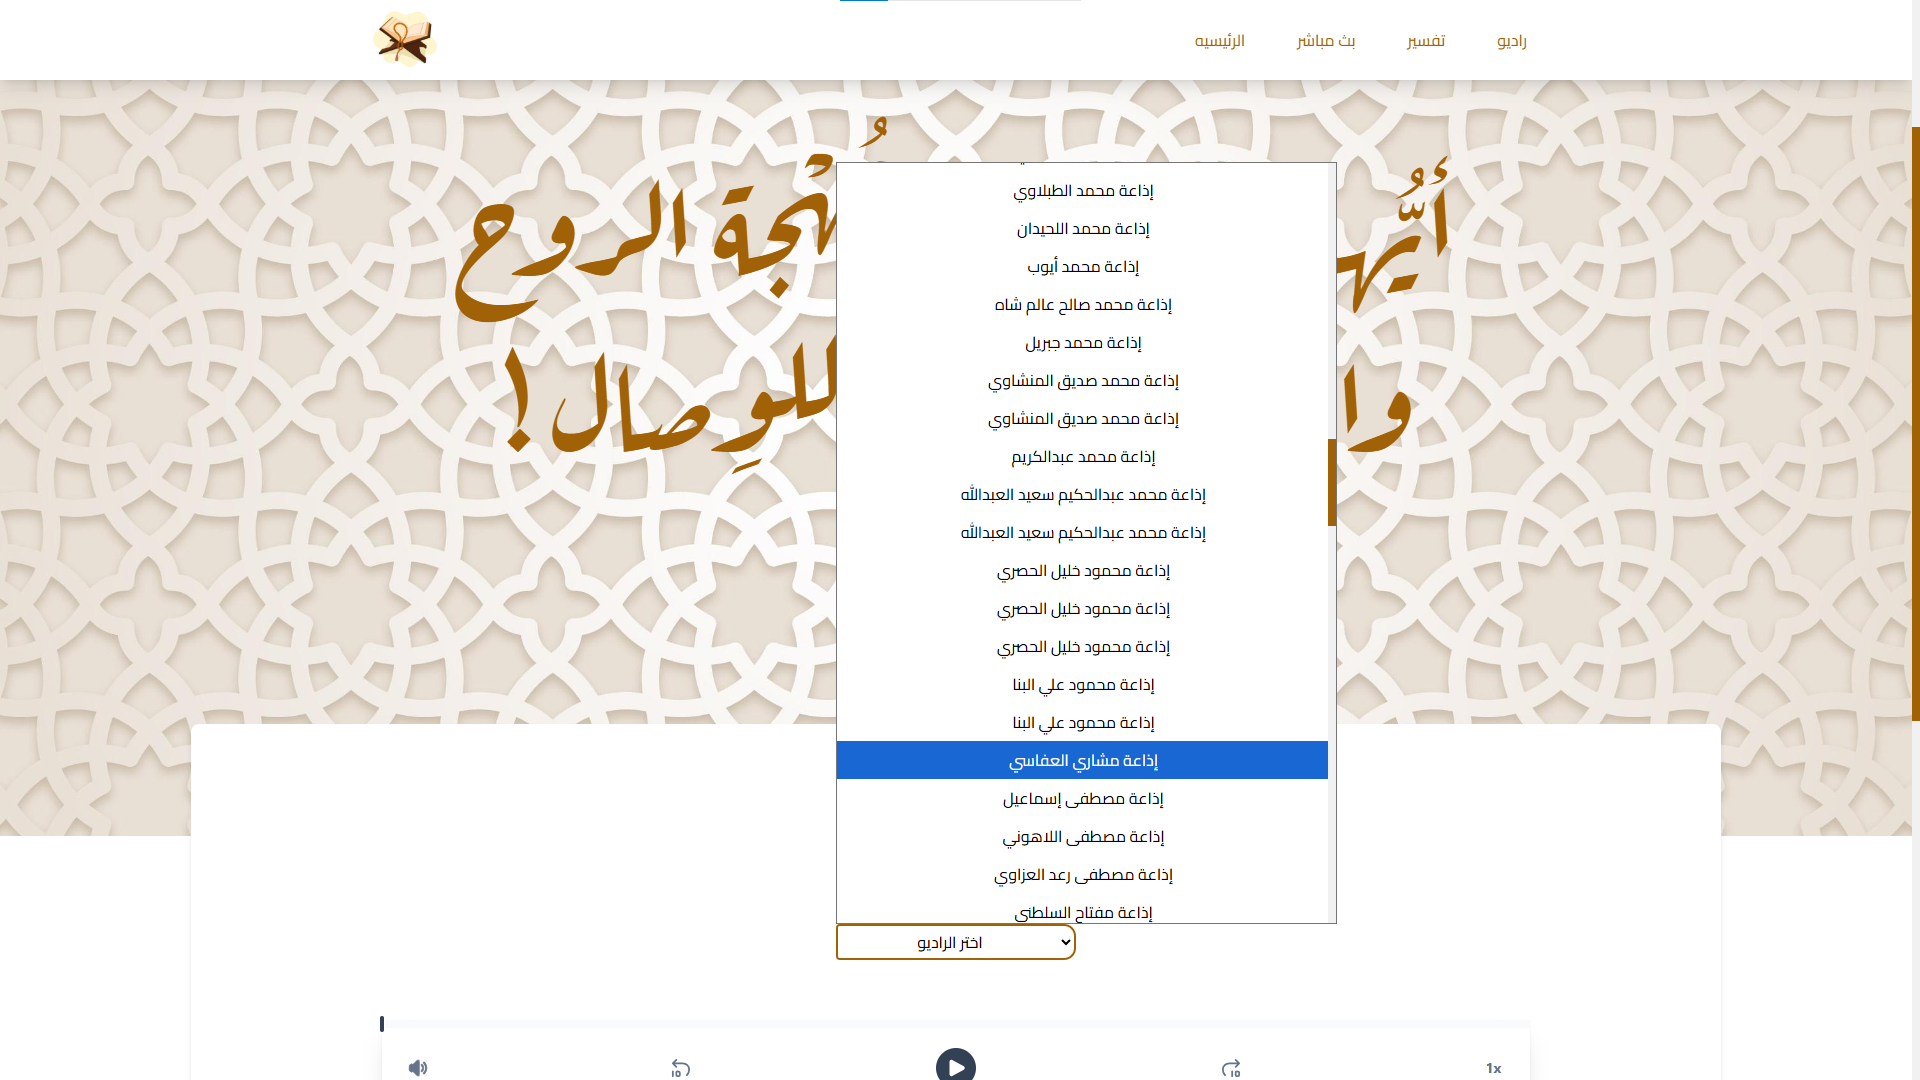 راديو
تفسير
بث مباشر
الرئيسيه
الروح
للوِصال!
إذاعة محمد الطبلاوي
إذاعة محمد اللحيدان
إذاعة محمد أيوب
إذاعة محمد صالح عالم شاه
إذاعة محمد جبريل
إذاعة محمد صديق المنشاوي
إذاعة محمد صديق المنشاوي
إذاعة محمد عبدالكريم
إذاعة محمد عبدالحكيم سعيد العبدالله
إذاعة محمد عبدالحكيم سعيد العبدالله
إذاعة محمود خليل الحصري
إذاعة محمود خليل الحصري
إذاعة محمود خليل الحصري
إذاعة محمود علي البنا
إذاعة محمود علي البنا
إذاعة مشاري العفاسي
إذاعة مصطفى إسماعيل
إذاعة مصطفى اللاهوني
إذاعة مصطفى رعد العزاوي
إذاعة مفتاح السلطني
اختر الراديو
10
10
1x